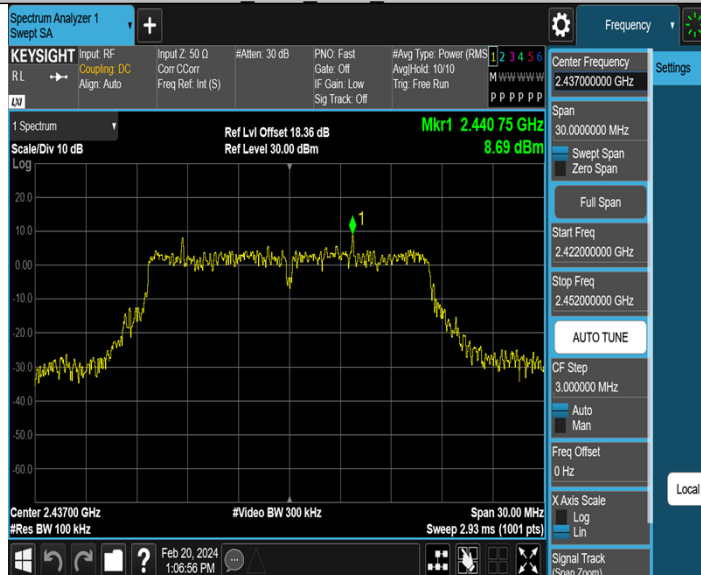 Spectrum Analyzer 1
Swept SA
+
Frequency
KEYSIGHT
RL
LXI
Input: RF
Coupling: DC
Align: Auto
Input Z: 50 Ω
Corr CCorr
Freq Ref: Int (S)
#Atten: 30 dB
PNO: Fast
Gate: Off
IF Gain: Low
Sig Track: Off
#Avg Type: Power (RMS
Avg|Hold: 10/10
Trig: Free Run
1 2 3 4 5 6
M W W W W W
P P P P P P
1 Spectrum
Scale/Div 10 dB
Log
Ref Lvl Offset 18.36 dB
Ref Level 30.00 dBm
Mkr1 2.440 75 GHz
8.69 dBm
20.0
10.0
0.00
-10.0
-20.0
-30.0
-40.0
-50.0
-60.0
1
Center 2.43700 GHz
#Res BW 100 kHz
#Video BW 300 kHz
Span 30.00 MHz
Sweep 2.93 ms (1001 pts)
?
Feb 20, 2024
1:06:56 PM
Center Frequency
2.437000000 GHz
Span
30.0000000 MHz
Swept Span
Zero Span
Full Span
Start Freq
2.422000000 GHz
Stop Freq
2.452000000 GHz
AUTO TUNE
CF Step
3.000000 MHz
Auto
Man
Freq Offset
0 Hz
X Axis Scale
Log
Lin
Signal Track
(Span Zoom)
Settings
Local